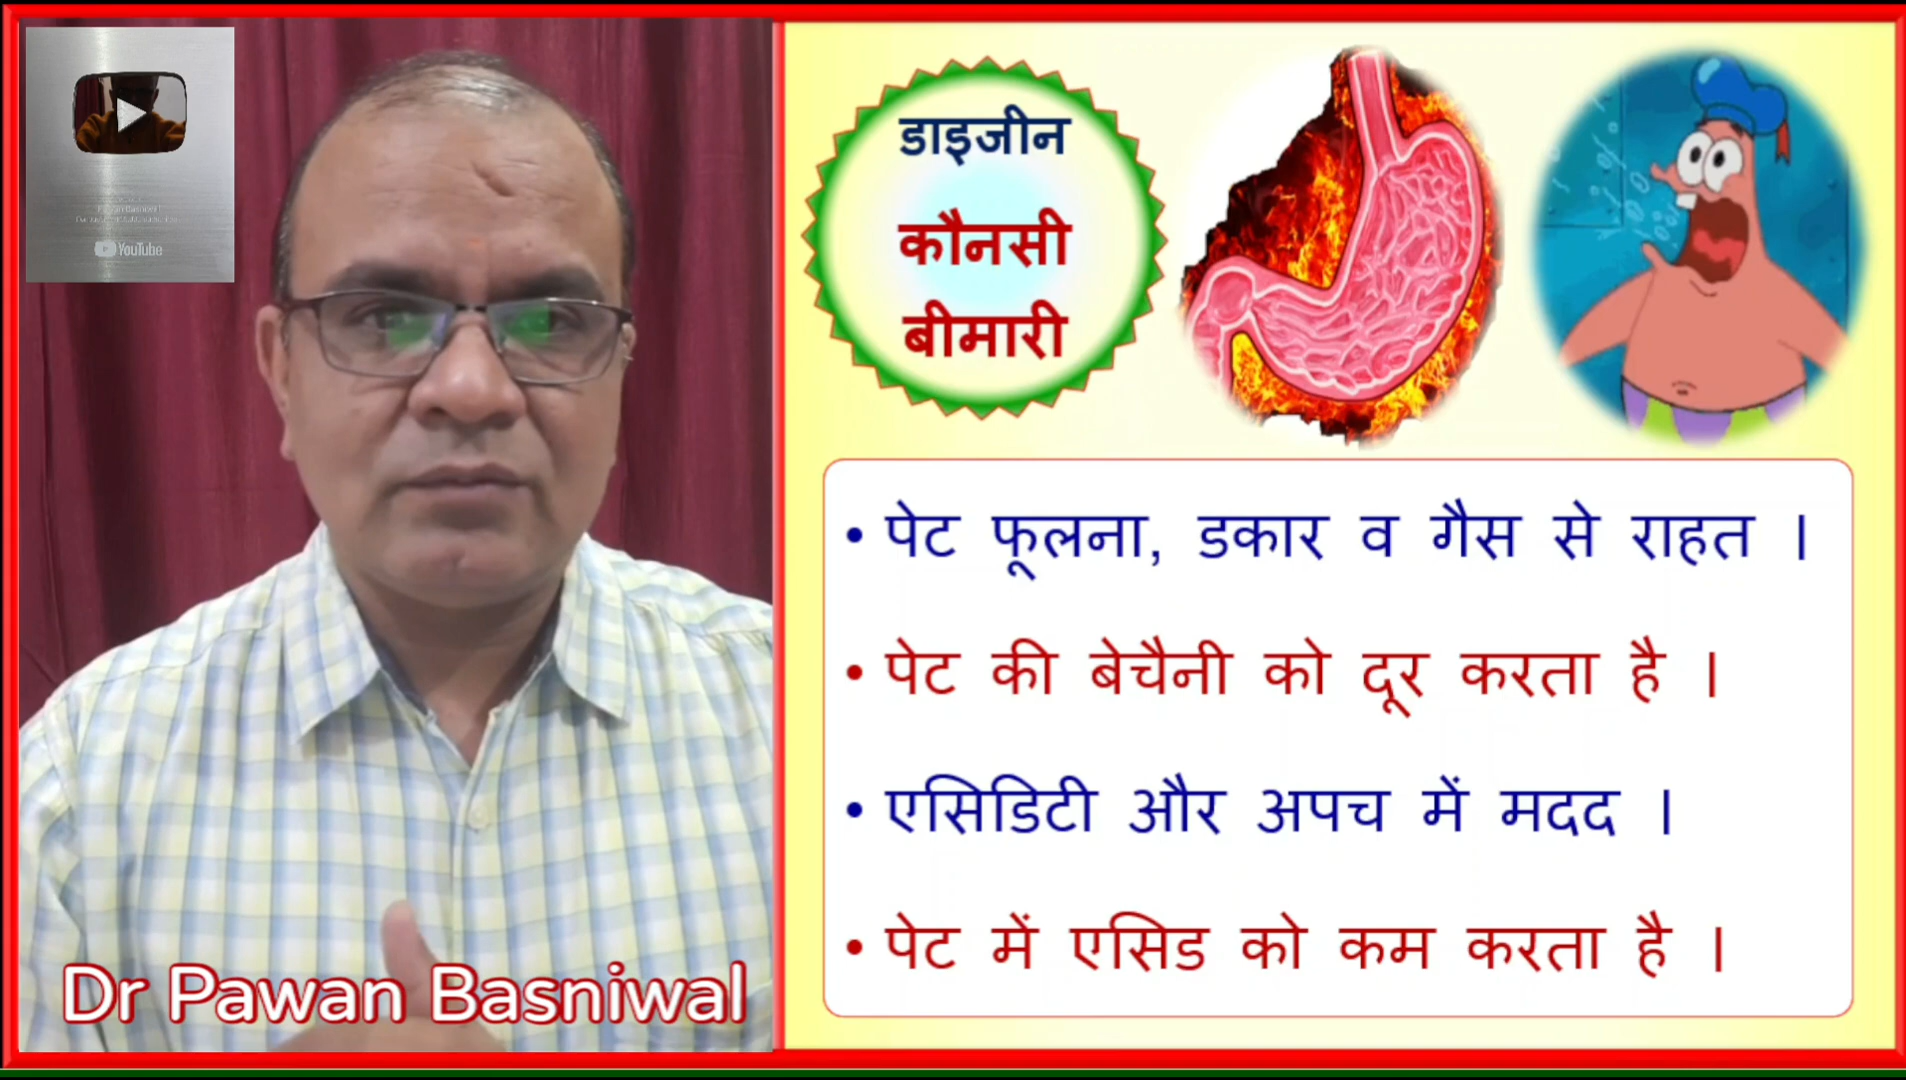 YouTube
Dr Pawan Basniwal
डाइजीन
कौनसी
बीमारी
• पेट फूलना, डकार व गैस से राहत ।
• पेट की बेचैनी को दूर करता है ।
• एसिडिटी और अपच में मदद ।
• पेट में एसिड को कम करता है ।